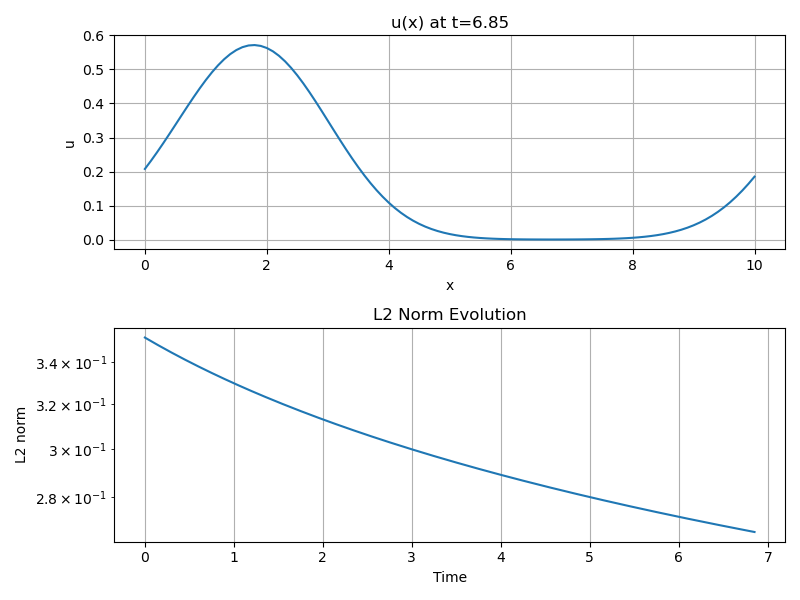 u(x) at t=6.85
0.6
0.5
0.4
0.3
0.2
0.1
0.0
u
0 2 4 6 8 10
x
L2 Norm Evolution
3.4 × 10⁻¹
3.2 × 10⁻¹
3 × 10⁻¹
2.8 × 10⁻¹
L2 norm
0 1 2 3 4 5 6 7
Time